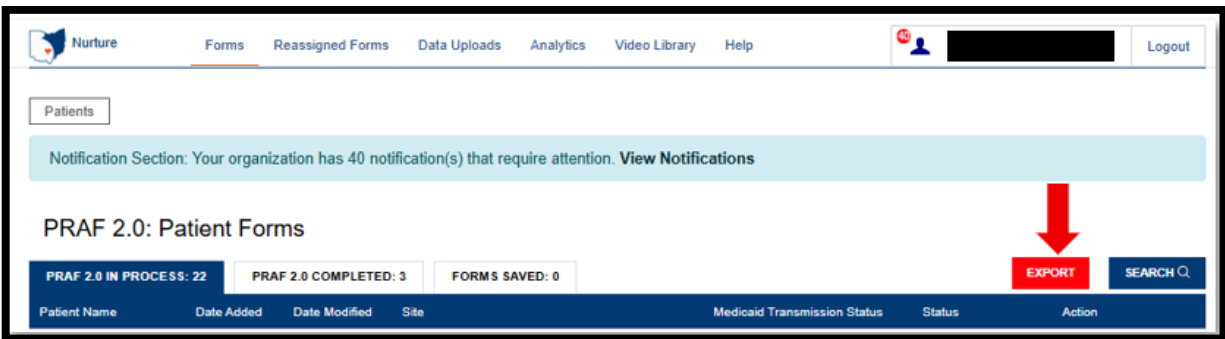 Nurture Forms Reassigned Forms Data Uploads Analytics Video Library Help 40 Logout
Patients
Notification Section: Your organization has 40 notification(s) that require attention. View Notifications
PRAF 2.0: Patient Forms
PRAF 2.0 IN PROCESS: 22 PRAF 2.0 COMPLETED: 3 FORMS SAVED: 0 EXPORT SEARCH
Patient Name Date Added Date Modified Site Medicaid Transmission Status Status Action